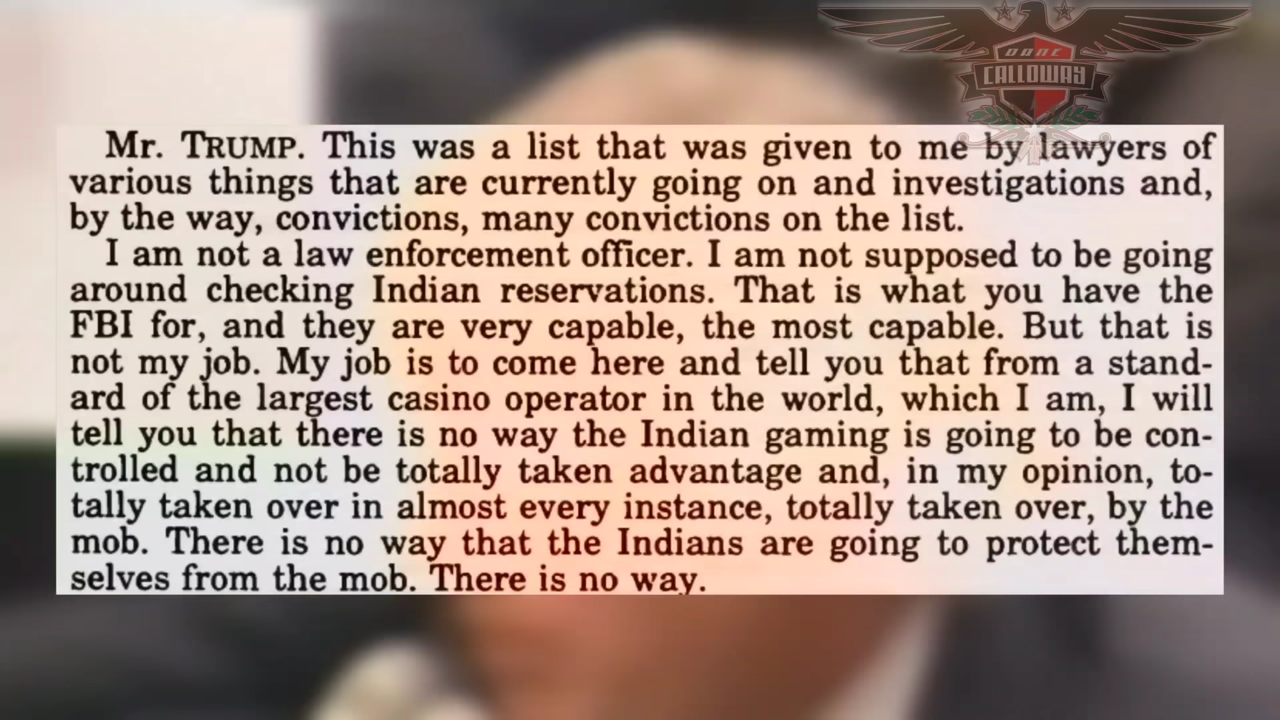 DANE
CALLOWAY
Mr. TRUMP. This was a list that was given to me by lawyers of
various things that are currently going on and investigations and,
by the way, convictions, many convictions on the list.
I am not a law enforcement officer. I am not supposed to be going
around checking Indian reservations. That is what you have the
FBI for, and they are very capable, the most capable. But that is
not my job. My job is to come here and tell you that from a stand-
ard of the largest casino operator in the world, which I am, I will
tell you that there is no way the Indian gaming is going to be con-
trolled and not be totally taken advantage and, in my opinion, to-
tally taken over in almost every instance, totally taken over, by the
mob. There is no way that the Indians are going to protect them-
selves from the mob. There is no way.